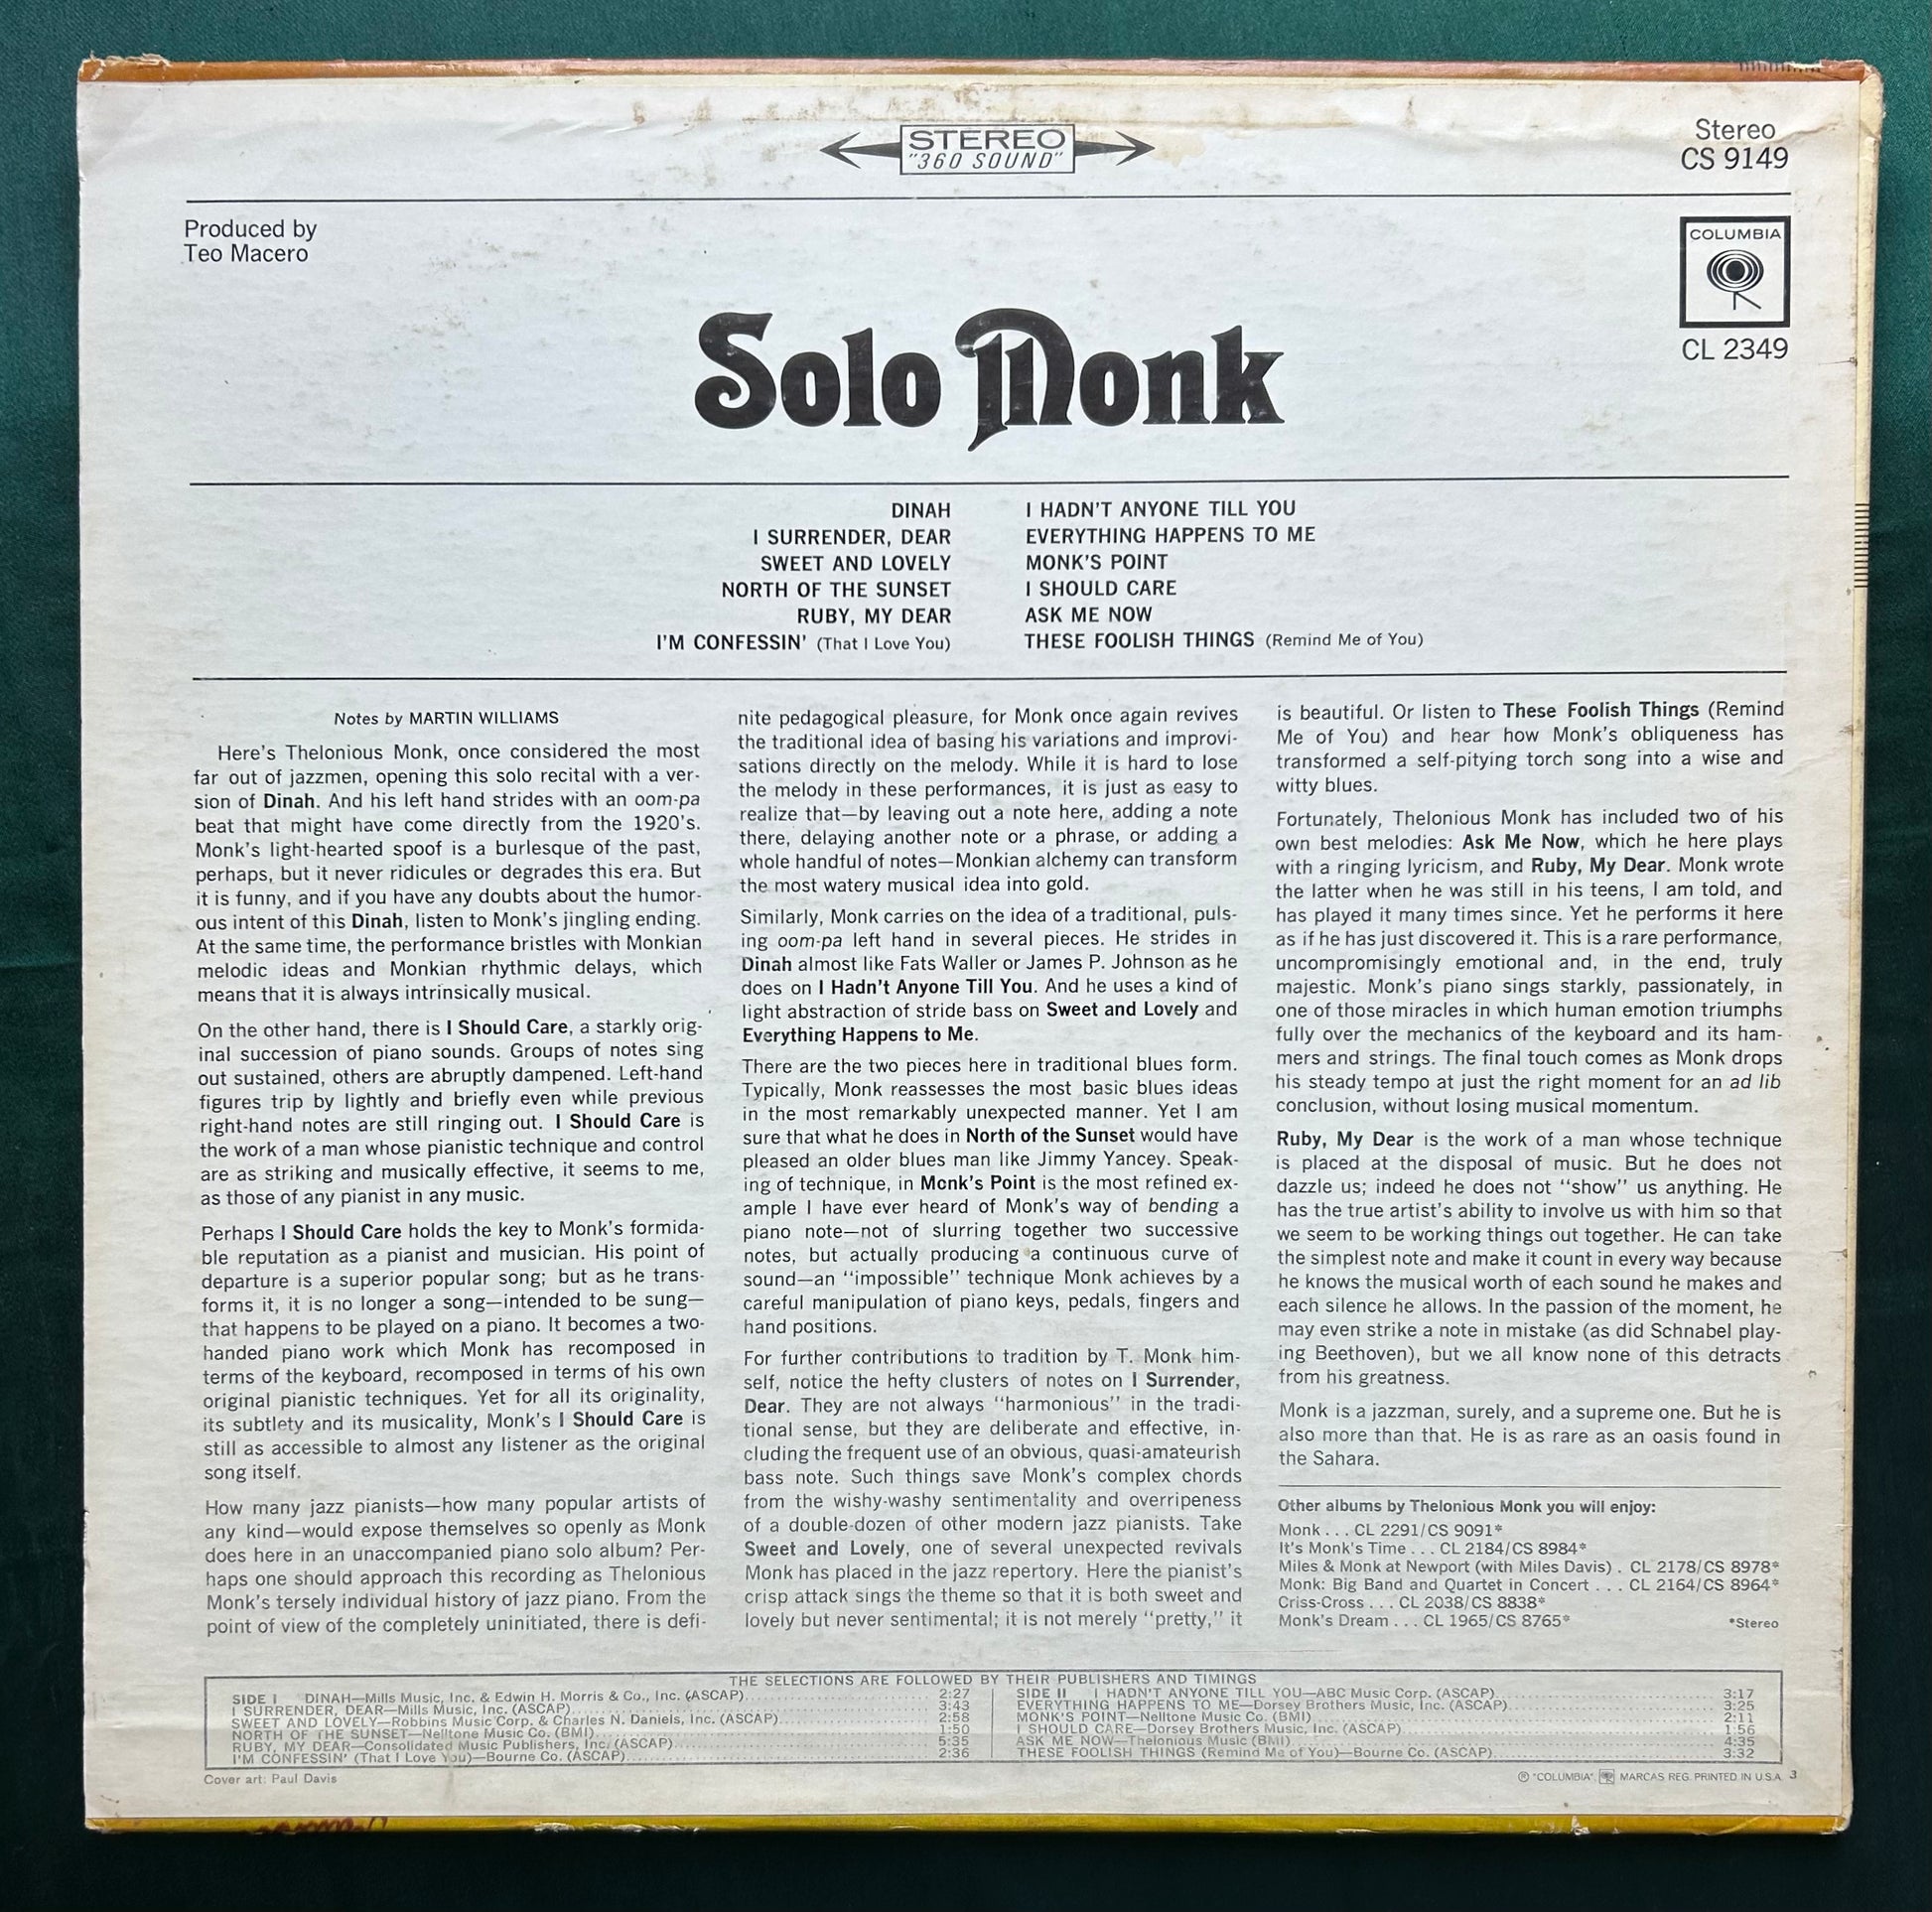 STEREO
"360 SOUND"
Stereo
CS 9149
Produced by
Teo Macero
COLUMBIA
CL 2349
Solo Monk
DINAH
I SURRENDER, DEAR
SWEET AND LOVELY
NORTH OF THE SUNSET
RUBY, MY DEAR
I'M CONFESSIN' (That I Love You)
I HADN'T ANYONE TILL YOU
EVERYTHING HAPPENS TO ME
MONK'S POINT
I SHOULD CARE
ASK ME NOW
THESE FOOLISH THINGS (Remind Me of You)
Notes by MARTIN WILLIAMS
Here's Thelonious Monk, once considered the most
far out of jazzmen, opening this solo recital with a ver-
sion of Dinah. And his left hand strides with an oom-pa
beat that might have come directly from the 1920's.
Monk's light-hearted spoof is a burlesque of the past,
perhaps, but it never ridicules or degrades this era. But
it is funny, and if you have any doubts about the humor-
ous intent of this Dinah, listen to Monk's jingling ending.
At the same time, the performance bristles with Monkian
melodic ideas and Monkian rhythmic delays, which
means that it is always intrinsically musical.
On the other hand, there is I Should Care, a starkly orig-
inal succession of piano sounds. Groups of notes sing
out sustained, others are abruptly dampened. Left-hand
figures trip by lightly and briefly even while previous
right-hand notes are still ringing out. I Should Care is
the work of a man whose pianistic technique and control
are as striking and musically effective, it seems to me,
as those of any pianist in any music.
Perhaps I Should Care holds the key to Monk's formida-
ble reputation as a pianist and musician. His point of
departure is a superior popular song; but as he trans-
forms it, it is no longer a song—intended to be sung—
that happens to be played on a piano. It becomes a two-
handed piano work which Monk has recomposed in
terms of the keyboard, recomposed in terms of his own
original pianistic techniques. Yet for all its originality,
its subtlety and its musicality, Monk's I Should Care is
still as accessible to almost any listener as the original
song itself.
How many jazz pianists—how many popular artists of
any kind—would expose themselves so openly as Monk
does here in an unaccompanied piano solo album? Per-
haps one should approach this recording as Thelonious
Monk's tersely individual history of jazz piano. From the
point of view of the completely uninitiated, there is defi-
nite pedagogical pleasure, for Monk once again revives
the traditional idea of basing his variations and improvi-
sations directly on the melody. While it is hard to lose
the melody in these performances, it is just as easy to
realize that—by leaving out a note here, adding a note
there, delaying another note or a phrase, or adding a
whole handful of notes—Monkian alchemy can transform
the most watery musical idea into gold.
Similarly, Monk carries on the idea of a traditional, puls-
ing oom-pa left hand in several pieces. He strides in
Dinah almost like Fats Waller or James P. Johnson as he
does on I Hadn't Anyone Till You. And he uses a kind of
light abstraction of stride bass on Sweet and Lovely and
Everything Happens to Me.
There are the two pieces here in traditional blues form.
Typically, Monk reassesses the most basic blues ideas
in the most remarkably unexpected manner. Yet I am
sure that what he does in North of the Sunset would have
pleased an older blues man like Jimmy Yancey. Speak-
ing of technique, in Monk's Point is the most refined ex-
ample I have ever heard of Monk's way of bending a
piano note—not of slurring together two successive
notes, but actually producing a continuous curve of
sound—an "impossible" technique Monk achieves by a
careful manipulation of piano keys, pedals, fingers and
hand positions.
For further contributions to tradition by T. Monk him-
self, notice the hefty clusters of notes on I Surrender,
Dear. They are not always "harmonious" in the tradi-
tional sense, but they are deliberate and effective, in-
cluding the frequent use of an obvious, quasi-amateurish
bass note. Such things save Monk's complex chords
from the wishy-washy sentimentality and overripeness
of a double-dozen of other modern jazz pianists. Take
Sweet and Lovely, one of several unexpected revivals
Monk has placed in the jazz repertory. Here the pianist's
crisp attack sings the theme so that it is both sweet and
lovely but never sentimental; it is not merely "pretty," it
is beautiful. Or listen to These Foolish Things (Remind
Me of You) and hear how Monk's obliqueness has
transformed a self-pitying torch song into a wise and
witty blues.
Fortunately, Thelonious Monk has included two of his
own best melodies: Ask Me Now, which he here plays
with a ringing lyricism, and Ruby, My Dear. Monk wrote
the latter when he was still in his teens, I am told, and
has played it many times since. Yet he performs it here
as if he has just discovered it. This is a rare performance,
uncompromisingly emotional and, in the end, truly
majestic. Monk's piano sings starkly, passionately, in
one of those miracles in which human emotion triumphs
fully over the mechanics of the keyboard and its ham-
mers and strings. The final touch comes as Monk drops
his steady tempo at just the right moment for an ad lib
conclusion, without losing musical momentum.
Ruby, My Dear is the work of a man whose technique
is placed at the disposal of music. But he does not
dazzle us; indeed he does not "show" us anything. He
has the true artist's ability to involve us with him so that
we seem to be working things out together. He can take
the simplest note and make it count in every way because
he knows the musical worth of each sound he makes and
each silence he allows. In the passion of the moment, he
may even strike a note in mistake (as did Schnabel play-
ing Beethoven), but we all know none of this detracts
from his greatness.
Monk is a jazzman, surely, and a supreme one. But he is
also more than that. He is as rare as an oasis found in
the Sahara.
Other albums by Thelonious Monk you will enjoy:
Monk . . . CL 2291/CS 9091*
It's Monk's Time . . . CL 2184/CS 8984*
Miles & Monk at Newport (with Miles Davis) . CL 2178/CS 8978*
Monk: Big Band and Quartet in Concert . . . CL 2164/CS 8964*
Criss-Cross . . . CL 2038/CS 8838*
Monk's Dream . . . CL 1965/CS 8765*
*Stereo
THE SELECTIONS ARE FOLLOWED BY THEIR PUBLISHERS AND TIMINGS
SIDE I DINAH—Mills Music, Inc. & Edwin H. Morris & Co., Inc. (ASCAP) 2:27
I SURRENDER, DEAR—Mills Music, Inc. (ASCAP) 3:43
SWEET AND LOVELY—Robbins Music Corp. & Charles N. Daniels, Inc. (ASCAP) 2:58
NORTH OF THE SUNSET—Nelltone Music Co. (BMI) 1:50
RUBY, MY DEAR—Consolidated Music Publishers, Inc. (ASCAP) 5:35
I'M CONFESSIN' (That I Love You)—Bourne Co. (ASCAP) 2:36
SIDE II I HADN'T ANYONE TILL YOU—ABC Music Corp. (ASCAP) 3:17
EVERYTHING HAPPENS TO ME—Dorsey Brothers Music, Inc. (ASCAP) 3:25
MONK'S POINT—Nelltone Music Co. (BMI) 2:11
I SHOULD CARE—Dorsey Brothers Music, Inc. (ASCAP) 1:56
ASK ME NOW—Thelonious Music (BMI) 4:35
THESE FOOLISH THINGS (Remind Me of You)—Bourne Co. (ASCAP) 3:32
Cover art: Paul Davis
® "COLUMBIA", MARCAS REG. PRINTED IN U.S.A. 3